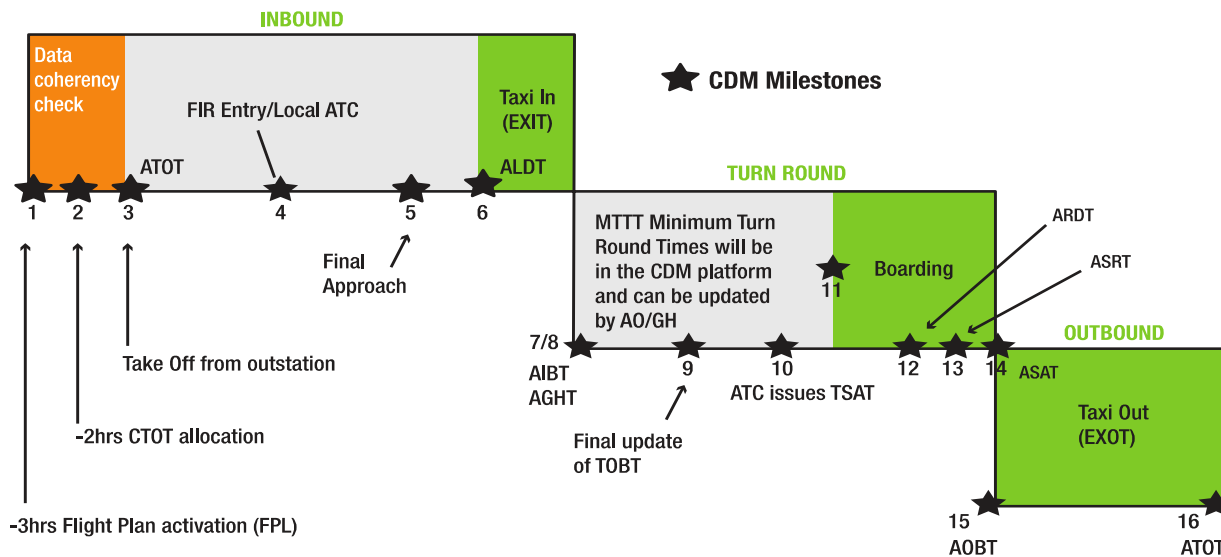 INBOUND
Data
coherency
check
FIR Entry/Local ATC
Taxi In
(EXIT)
CDM Milestones
ATOT
ALDT
1
2
3
4
5
6
TURN ROUND
Final
Approach
MTTT Minimum Turn
Round Times will be
in the CDM platform
and can be updated
by AO/GH
11
Boarding
ARDT
ASRT
Take Off from outstation
7/8
AIBT
AGHT
9
10
ATC issues TSAT
12
13
14
OUTBOUND
ASAT
-2hrs CTOT allocation
Final update
of TOBT
Taxi Out
(EXOT)
-3hrs Flight Plan activation (FPL)
15
AOBT
16
ATOT